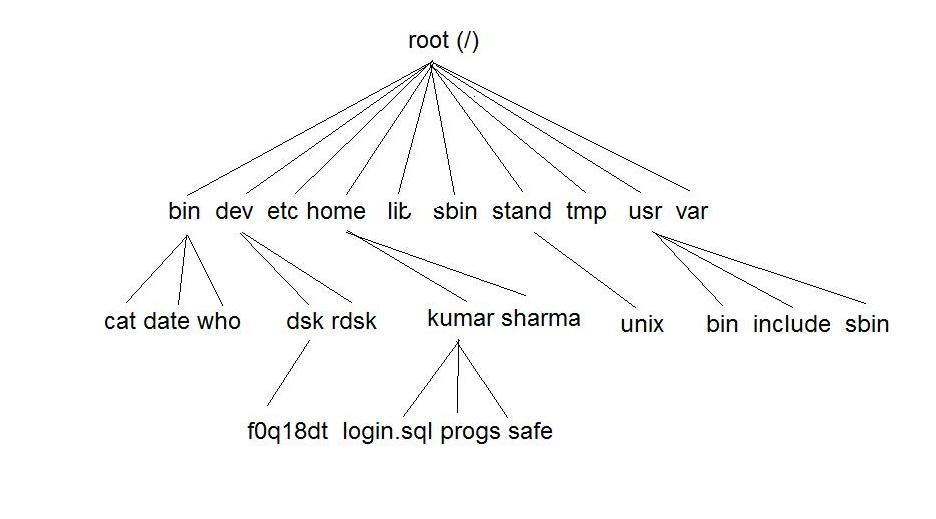 root (/)
bin dev etc home lib sbin stand tmp usr var
cat date who dsk rdsk kumar sharma unix bin include sbin
f0q18dt login.sql progs safe